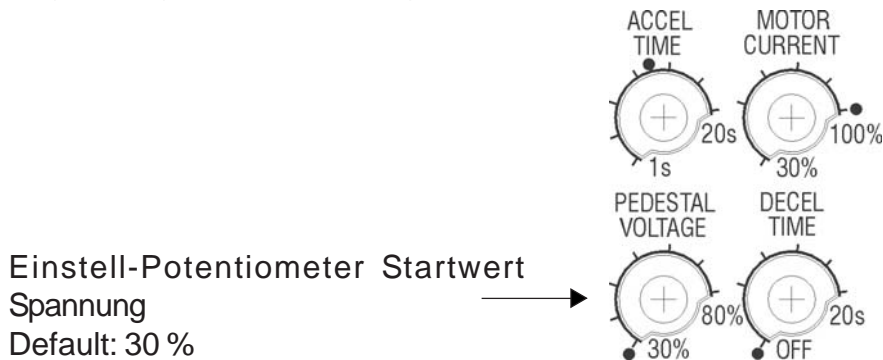 ACCEL
TIME
MOTOR
CURRENT
20s
1s
100%
30%
PEDESTAL
VOLTAGE
DECEL
TIME
Einstell-Potentiometer Startwert
Spannung
Default: 30 %
80%
30%
20s
OFF